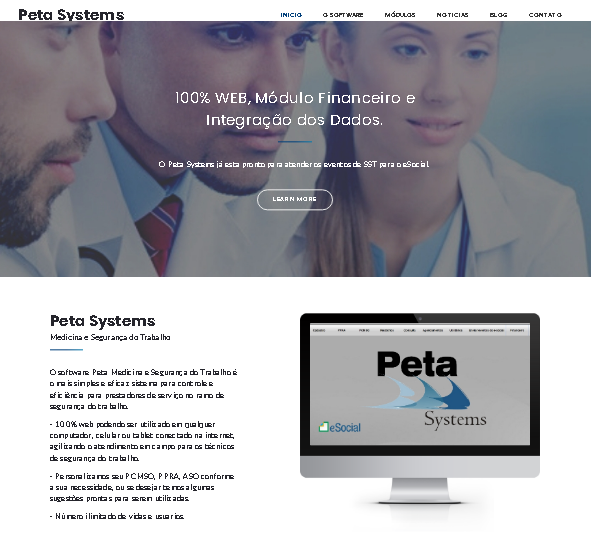 Peta Systems
INICIO O SOFTWARE MÓDULOS NOTICIAS BLOG CONTATO
100% WEB, Módulo Financeiro e
Integração dos Dados.
O Peta Systems já esta pronto para atender os eventos de SST para o eSocial.
LEARN MORE
Peta Systems
Medicina e Segurança do Trabalho
O software Peta Medicina e Segurança do Trabalho é
o mais simples e eficaz sistema para controle e
eficiência para prestadores de serviço no ramo de
segurança do trabalho.
- 100% web podendo ser utilizado em qualquer
computador, celular ou tablet conectado na internet,
agilizando o atendimento em campo para os técnicos
de segurança do trabalho.
- Personalizamos seu PCMSO, PPRA, ASO conforme
a sua necessidade, ou se desejar temos algumas
sugestões prontas para serem utilizadas.
- Número ilimitado de vidas e usuarios.
Peta
Systems
eSocial